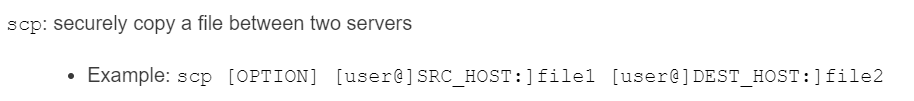 scp: securely copy a file between two servers
• Example: scp [OPTION] [user@]SRC_HOST:]file1 [user@]DEST_HOST:]file2